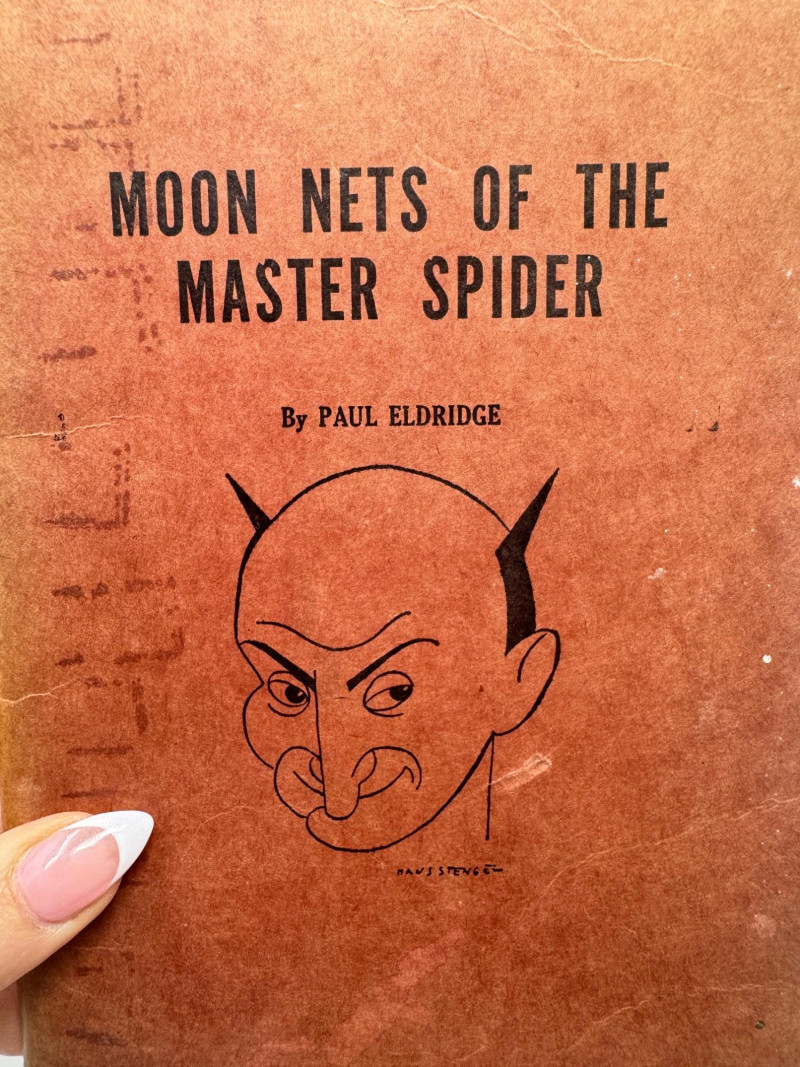 MOON NETS OF THE
MASTER SPIDER
By PAUL ELDRIDGE
HANS STENGEL